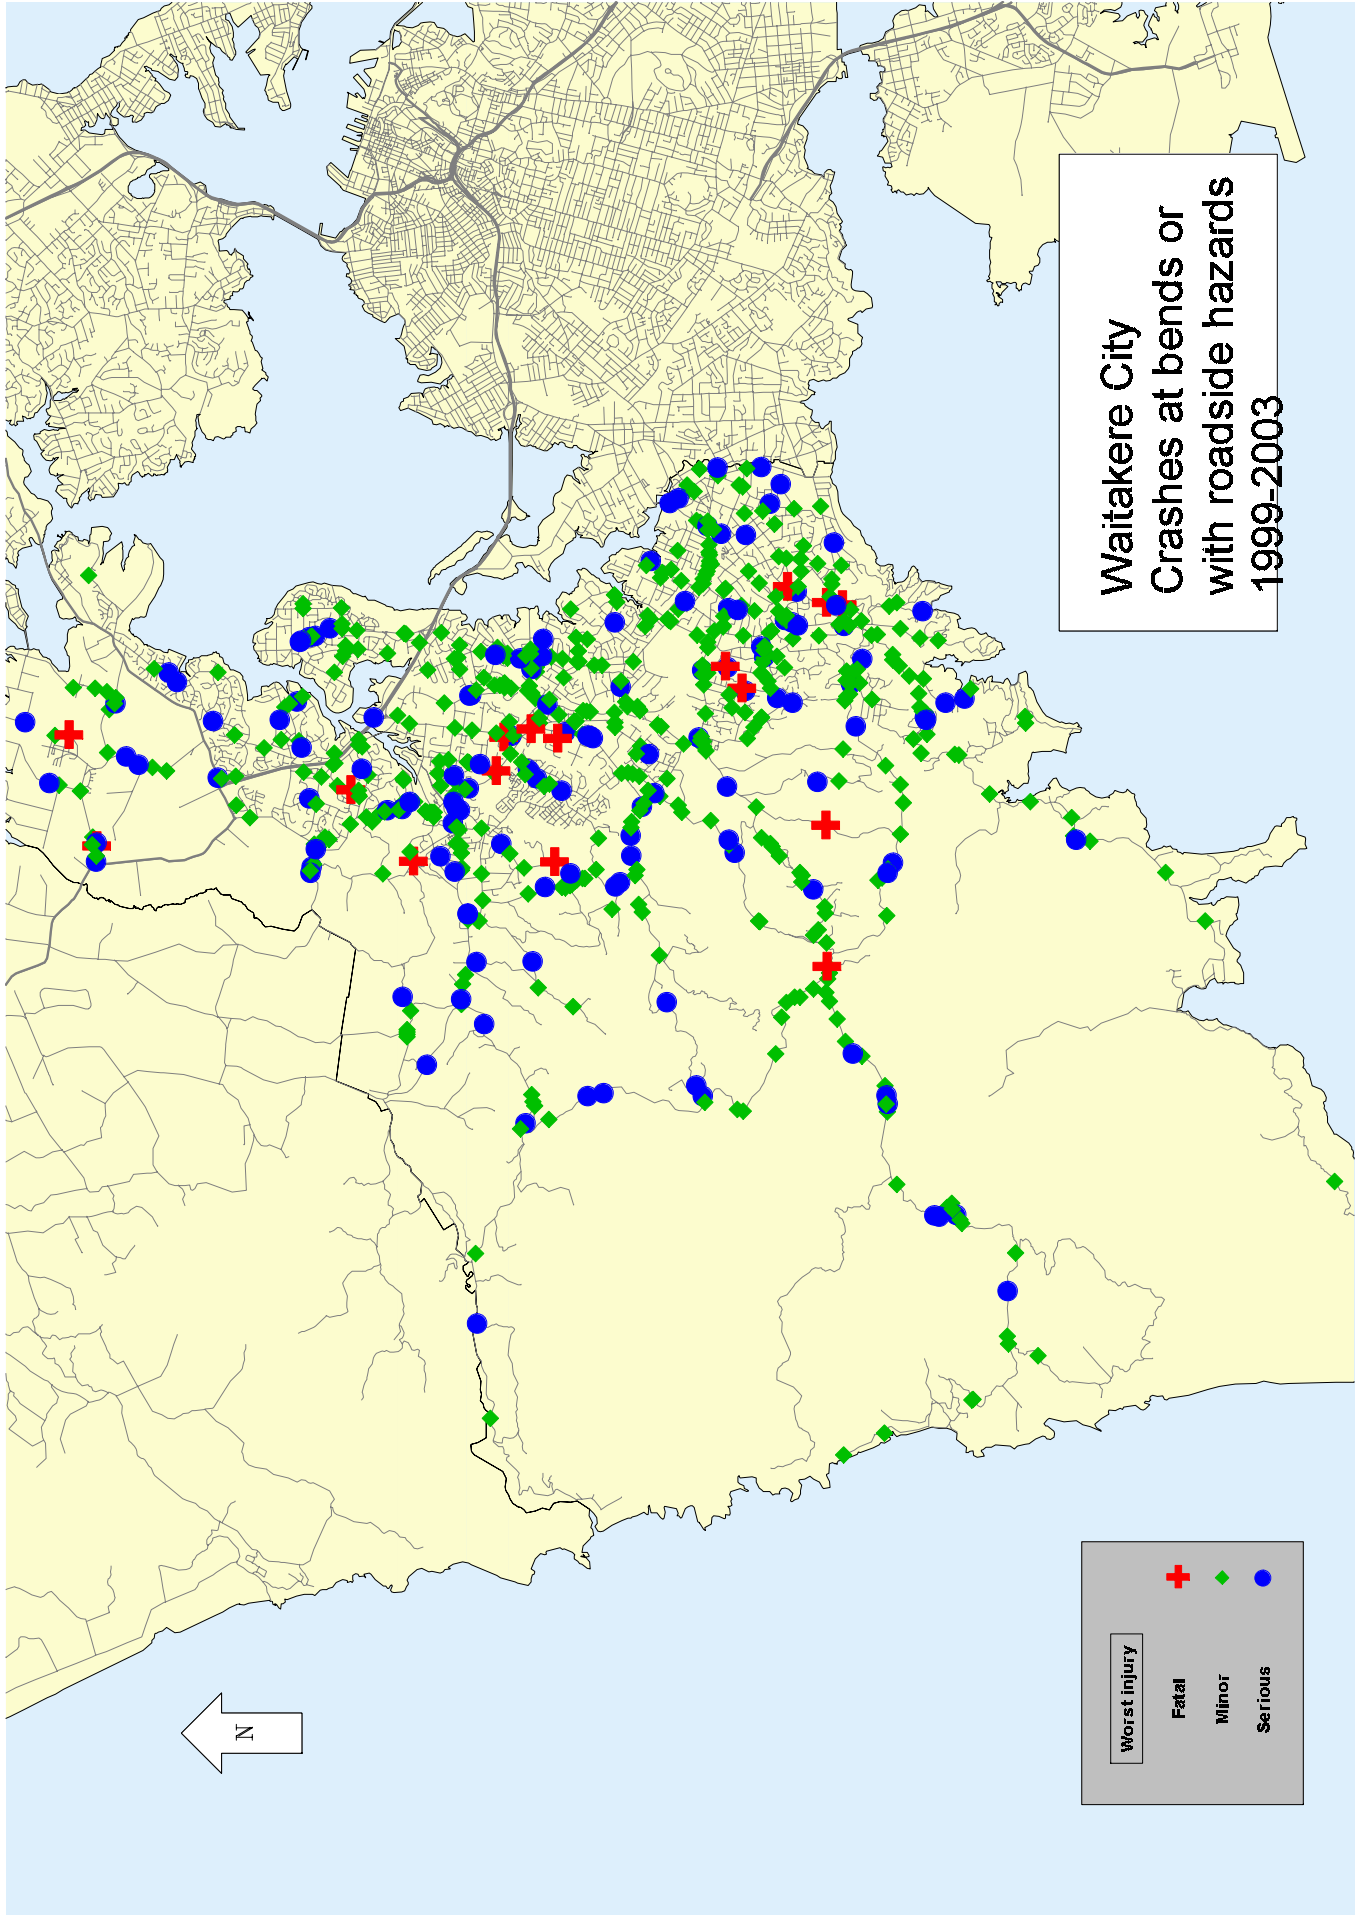 Waitakere City
Crashes at bends or
with roadside hazards
1999-2003
N
Worst injury
Fatal
Minor
Serious